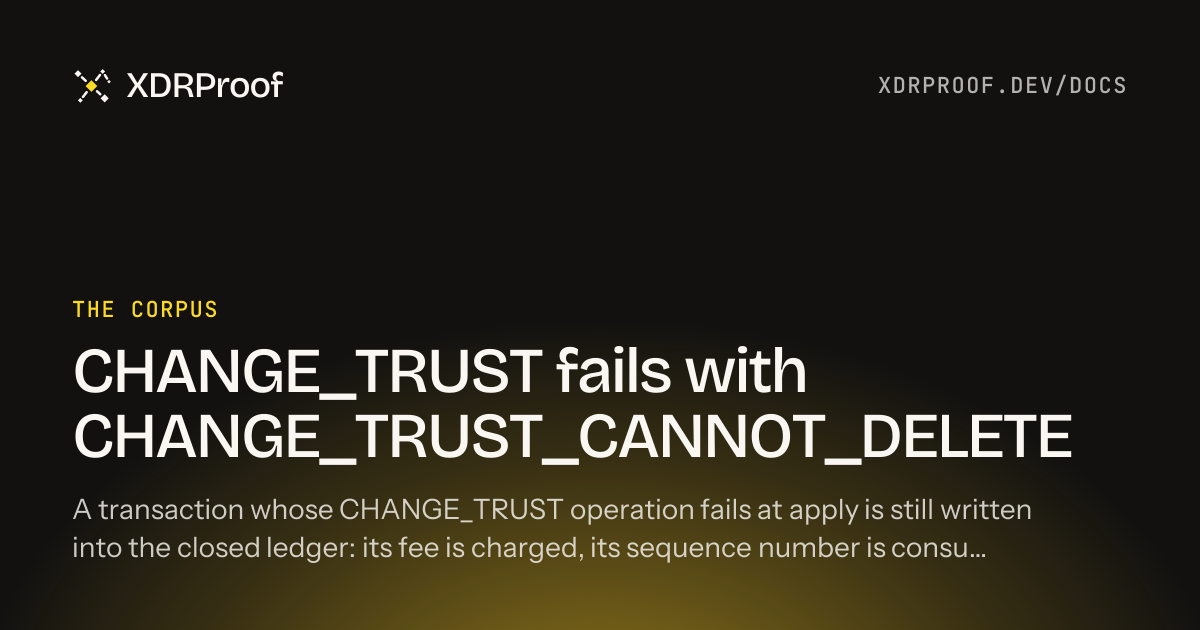 XDRProof
XDRPROOF.DEV/DOCS
THE CORPUS
CHANGE_TRUST fails with
CHANGE_TRUST_CANNOT_DELETE
A transaction whose CHANGE_TRUST operation fails at apply is still written
into the closed ledger: its fee is charged, its sequence number is consu…